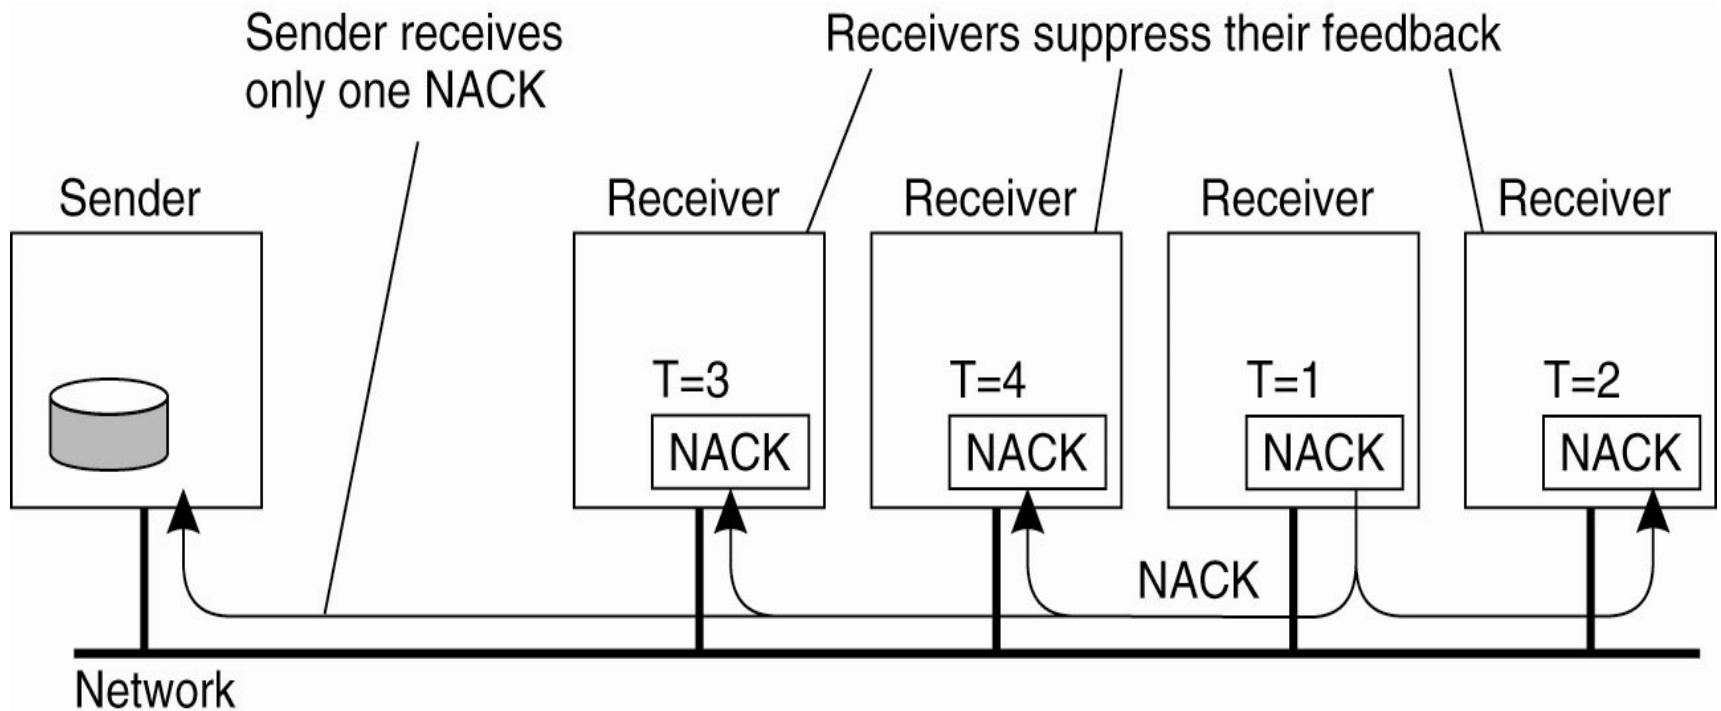 Sender receives
only one NACK
Receivers suppress their feedback
Sender
Receiver
Receiver
Receiver
Receiver
T=3
T=4
T=1
T=2
NACK
NACK
NACK
NACK
NACK
Network